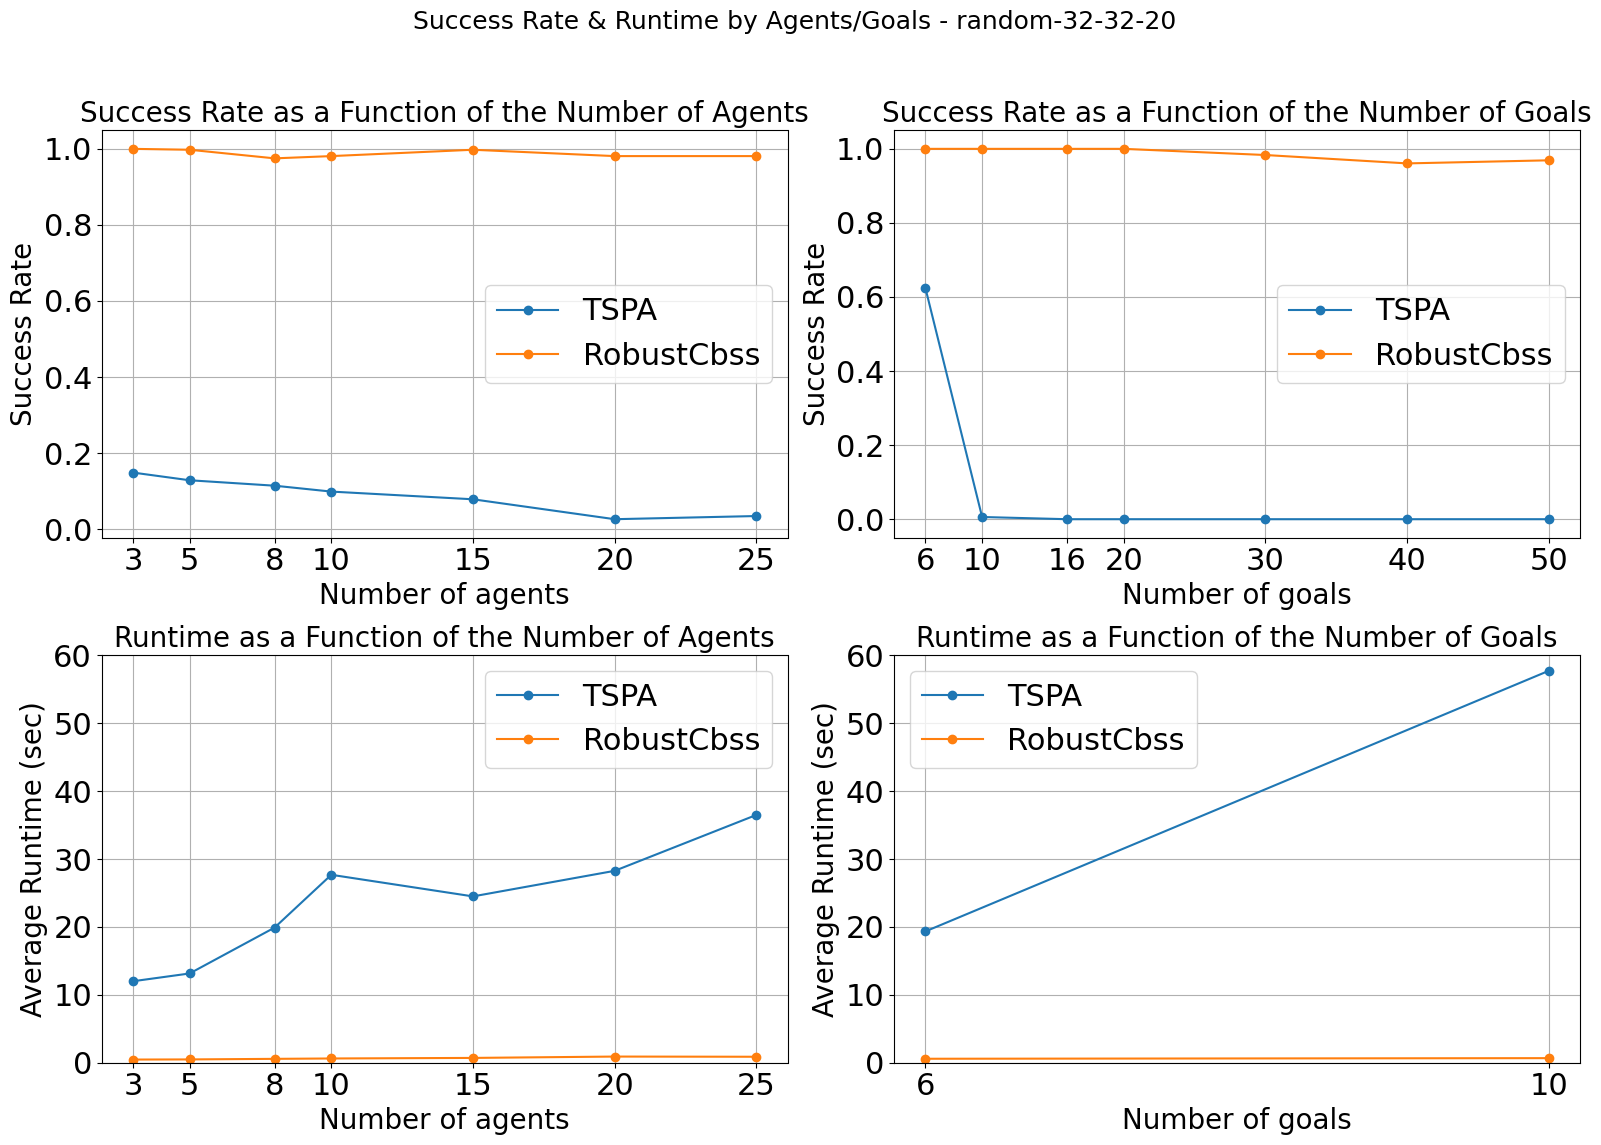 Success Rate & Runtime by Agents/Goals - random-32-32-20
Success Rate as a Function of the Number of Agents
Success Rate
1.0
0.8
0.6
0.4
0.2
0.0
TSPA
RobustCbss
3 5 8 10 15 20 25
Number of agents
Success Rate as a Function of the Number of Goals
Success Rate
1.0
0.8
0.6
0.4
0.2
0.0
TSPA
RobustCbss
6 10 16 20 30 40 50
Number of goals
Runtime as a Function of the Number of Agents
Average Runtime (sec)
60
50
40
30
20
10
0
TSPA
RobustCbss
3 5 8 10 15 20 25
Number of agents
Runtime as a Function of the Number of Goals
Average Runtime (sec)
60
50
40
30
20
10
0
TSPA
RobustCbss
6 10
Number of goals